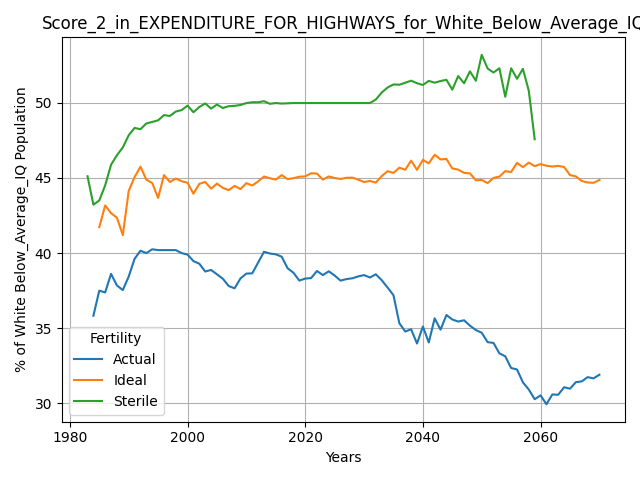 Score_2_in_EXPENDITURE_FOR_HIGHWAYS_for_White_Below_Average_IQ
% of White Below_Average_IQ Population
50
45
40
35
30
Fertility
Actual
Ideal
Sterile
1980
2000
2020
2040
2060
Years